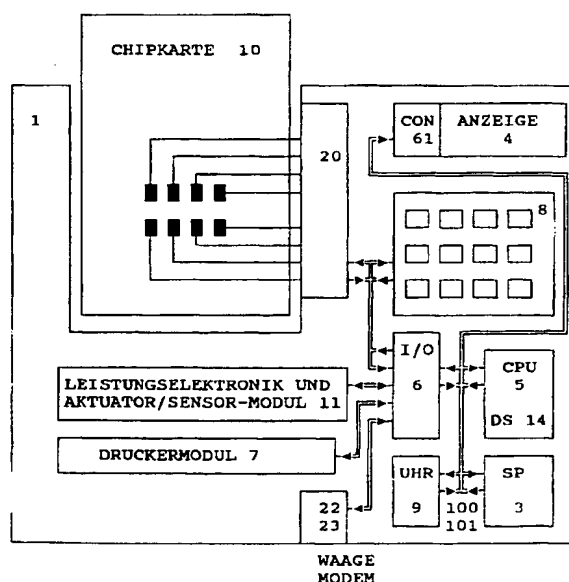 CHIPKARTE 10
1
20
CON
61
ANZEIGE
4
8
I/O
6
CPU
5
DS 14
LEISTUNGSELEKTRONIK UND
AKTUATOR/SENSOR-MODUL 11
DRUCKERMODUL 7
UHR
9
100
101
SP
3
22
23
WAAGE
MODEM